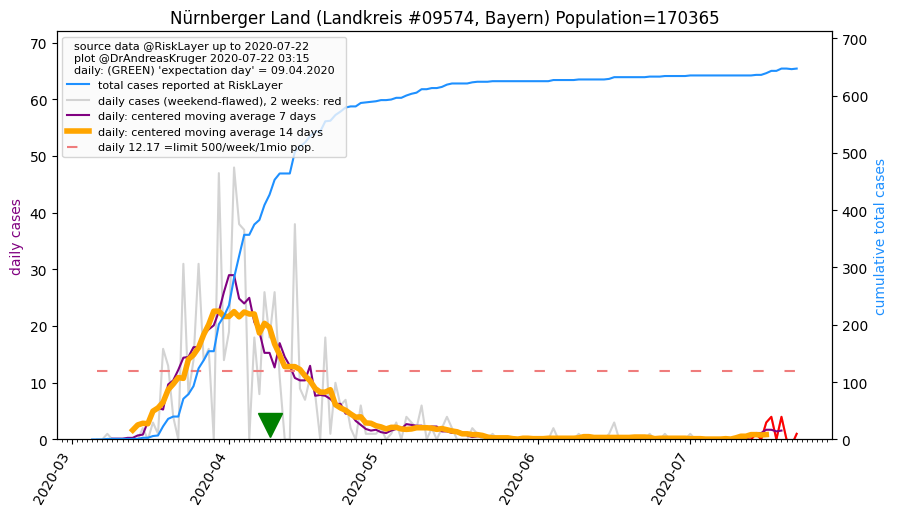 Nürnberger Land (Landkreis #09574, Bayern) Population=170365
source data @RiskLayer up to 2020-07-22
plot @DrAndreasKruger 2020-07-22 03:15
daily: (GREEN) 'expectation day' = 09.04.2020
total cases reported at RiskLayer
daily cases (weekend-flawed), 2 weeks: red
daily: centered moving average 7 days
daily: centered moving average 14 days
daily 12.17 =limit 500/week/1mio pop.
daily cases
70
60
50
40
30
20
10
0
cumulative total cases
700
600
500
400
300
200
100
0
2020-03
2020-04
2020-05
2020-06
2020-07